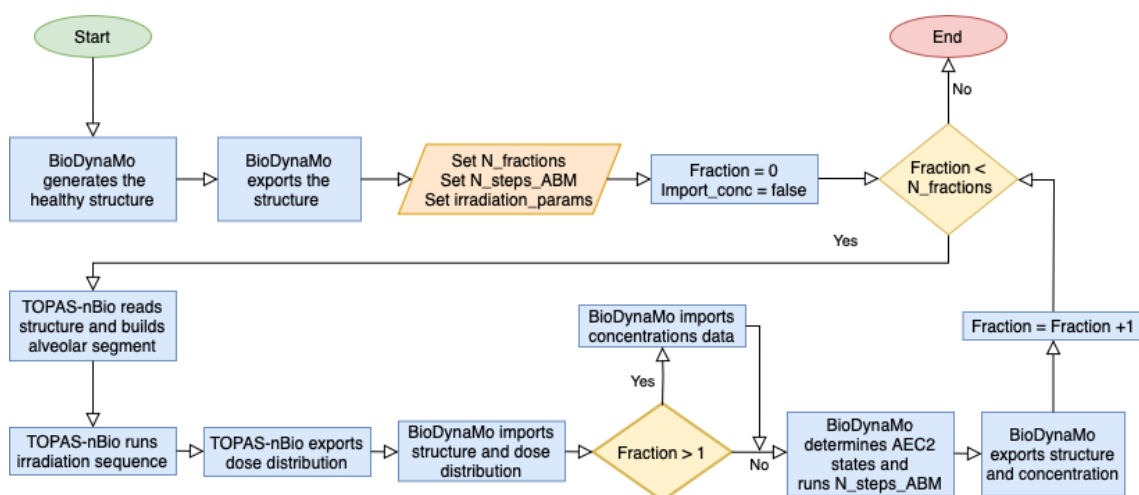 Start
End
No
BioDynaMo
generates the
healthy structure
BioDynaMo
exports the
structure
Set N_fractions
Set N_steps_ABM
Set irradiation_params
Fraction = 0
Import_conc = false
Fraction <
N_fractions
Yes
TOPAS-nBio reads
structure and builds
alveolar segment
BioDynaMo imports
concentrations data
Fraction = Fraction +1
Yes
TOPAS-nBio runs
irradiation sequence
TOPAS-nBio exports
dose distribution
BioDynaMo imports
structure and dose
distribution
Fraction > 1
No
BioDynaMo
determines AEC2
states and
runs N_steps_ABM
BioDynaMo
exports structure
and concentration